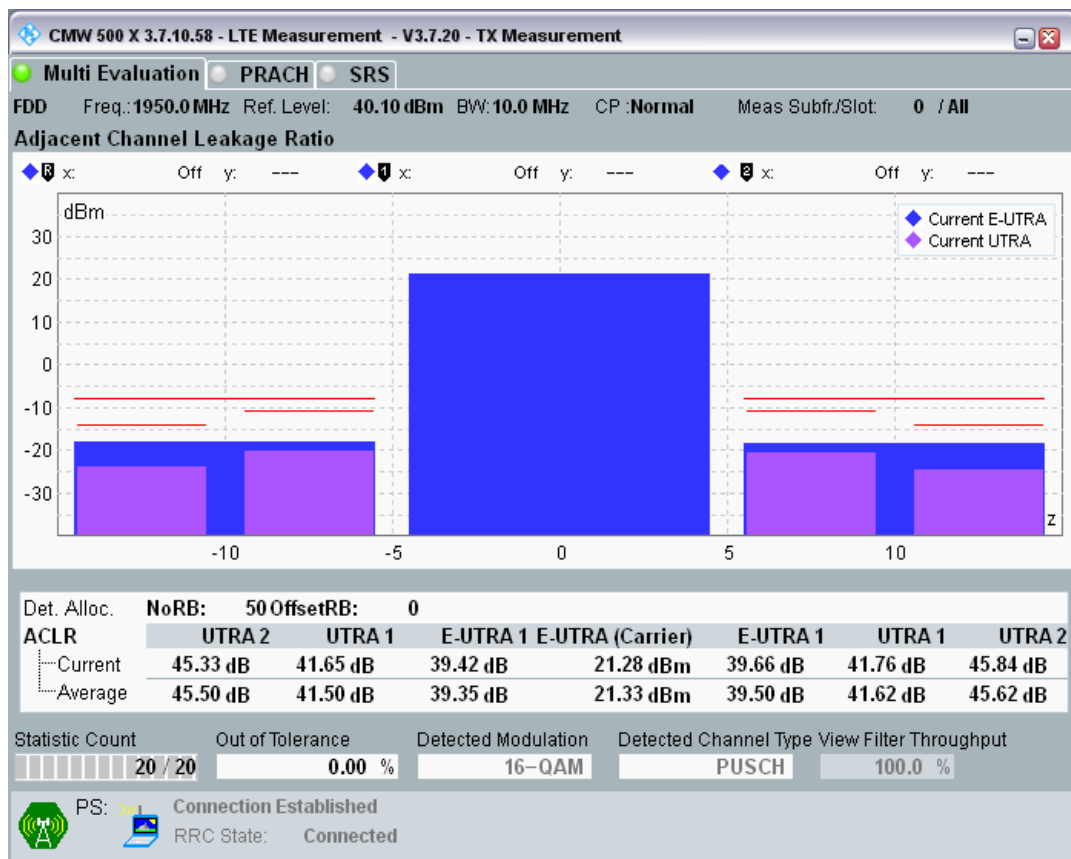 CMW 500 X 3.7.10.58 - LTE Measurement - V3.7.20 - TX Measurement
Multi Evaluation PRACH SRS
FDD Freq.:1950.0 MHz Ref. Level: 40.10 dBm BW: 10.0 MHz CP :Normal Meas Subfr./Slot: 0 / All
Adjacent Channel Leakage Ratio
R x: Off y: --- 1 x: Off y: --- 2 x: Off y: ---
dBm
Current E-UTRA
Current UTRA
30
20
10
0
-10
-20
-30
z
-10 -5 0 5 10
Det. Alloc. NoRB: 50 OffsetRB: 0
ACLR UTRA 2 UTRA 1 E-UTRA 1 E-UTRA (Carrier) E-UTRA 1 UTRA 1 UTRA 2
Current 45.33 dB 41.65 dB 39.42 dB 21.28 dBm 39.66 dB 41.76 dB 45.84 dB
Average 45.50 dB 41.50 dB 39.35 dB 21.33 dBm 39.50 dB 41.62 dB 45.62 dB
Statistic Count Out of Tolerance Detected Modulation Detected Channel Type View Filter Throughput
20 / 20 0.00 % 16-QAM PUSCH 100.0 %
PS: Connection Established
RRC State: Connected